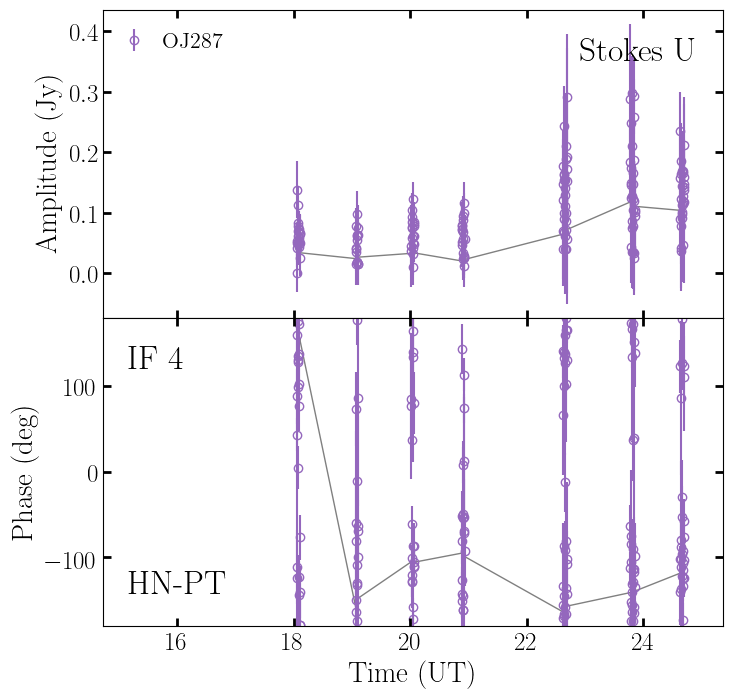 OJ287
Stokes U
Amplitude (Jy)
0.4
0.3
0.2
0.1
0.0
IF 4
HN-PT
Phase (deg)
100
0
−100
16 18 20 22 24
Time (UT)